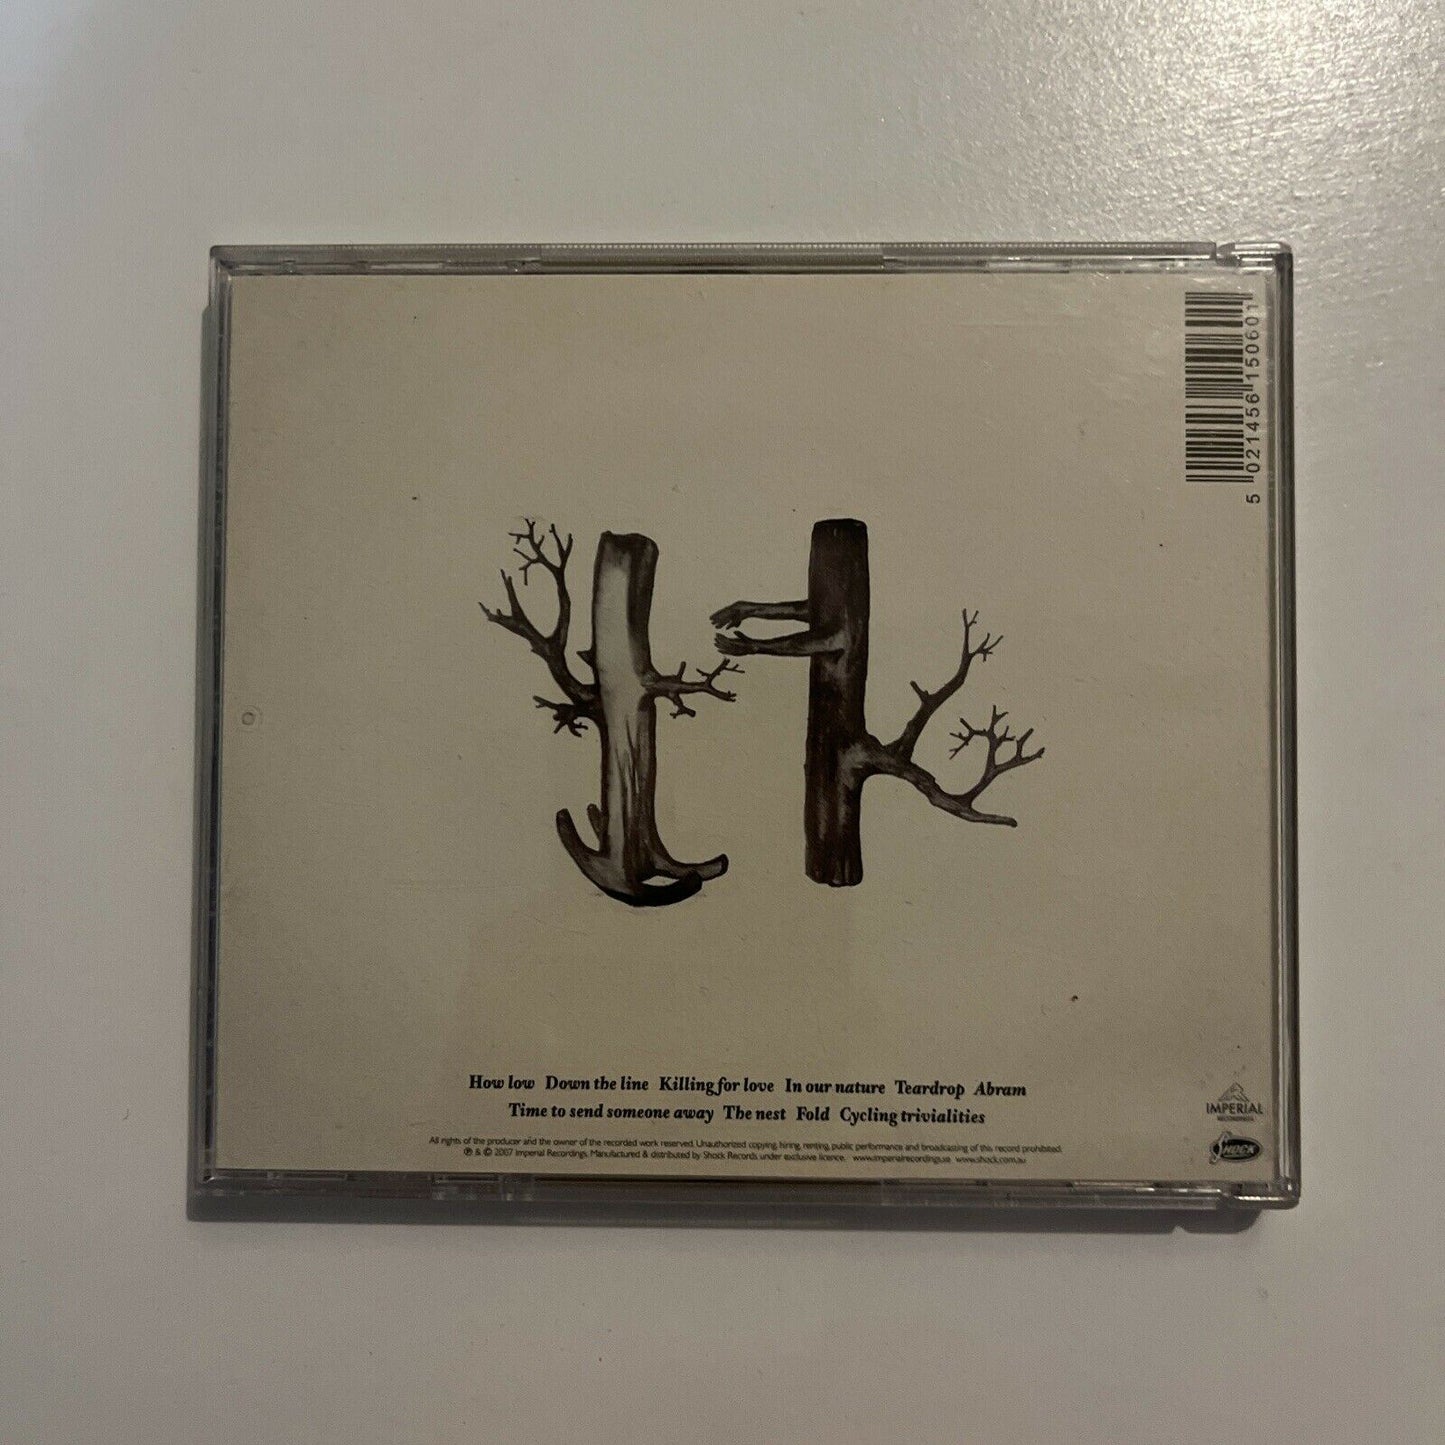 5 021456 150601
How low Down the line Killing for love In our nature Teardrop Abram
Time to send someone away The nest Fold Cycling trivialities
All rights of the producer and the owner of the recorded work reserved. Unauthorized copying, hiring, renting, public performance and broadcasting of this record prohibited.
℗ & © 2007 Imperial Recordings. Manufactured & distributed by Shock Records under exclusive licence. www.imperialrecordings.se www.shock.com.au
IMPERIAL
RECORDINGS
SHOCK